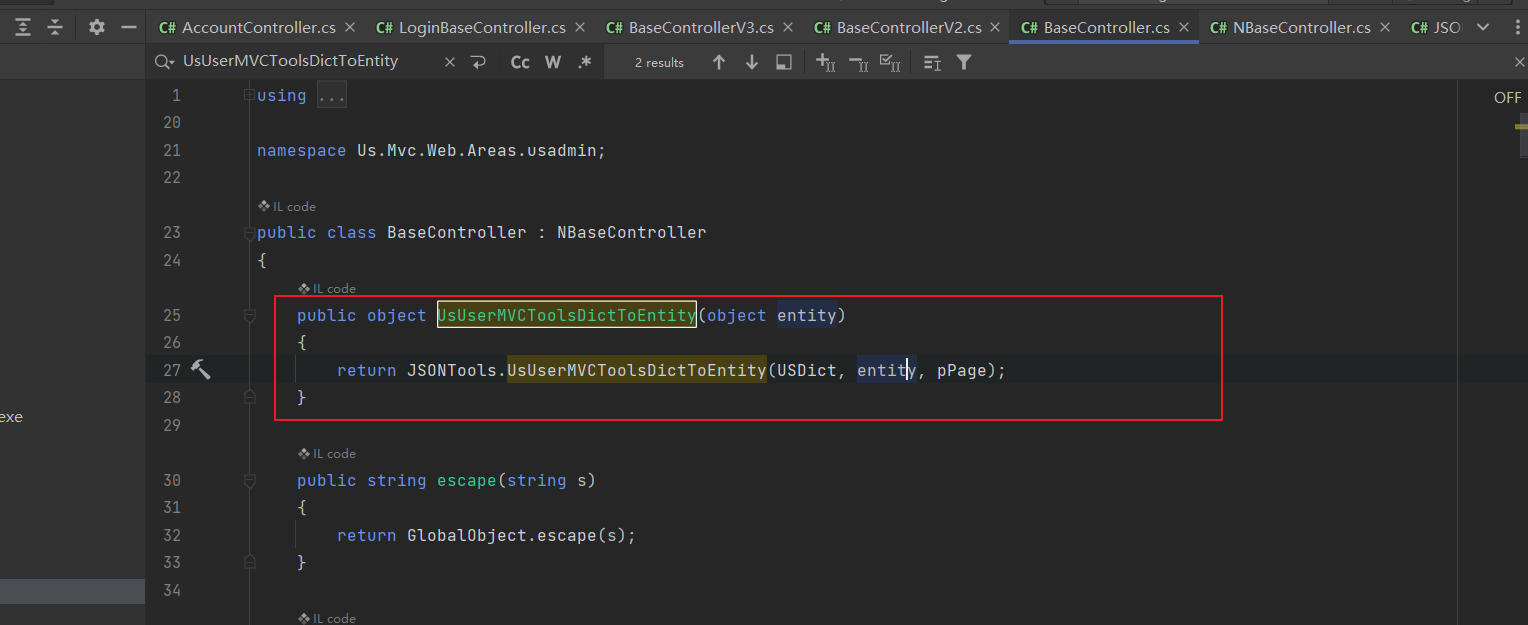 C# AccountController.cs C# LoginBaseController.cs C# BaseControllerV3.cs C# BaseControllerV2.cs C# BaseController.cs C# NBaseController.cs C# JSO
UsUserMVCToolsDictToEntity Cc W .* 2 results
1 using ...
OFF
20
21 namespace Us.Mvc.Web.Areas.usadmin;
22
IL code
23 public class BaseController : NBaseController
24 {
IL code
25 public object UsUserMVCToolsDictToEntity(object entity)
26 {
27 return JSONTools.UsUserMVCToolsDictToEntity(USDict, entity, pPage);
28 }
exe
29
IL code
30 public string escape(string s)
31 {
32 return GlobalObject.escape(s);
33 }
34
IL code